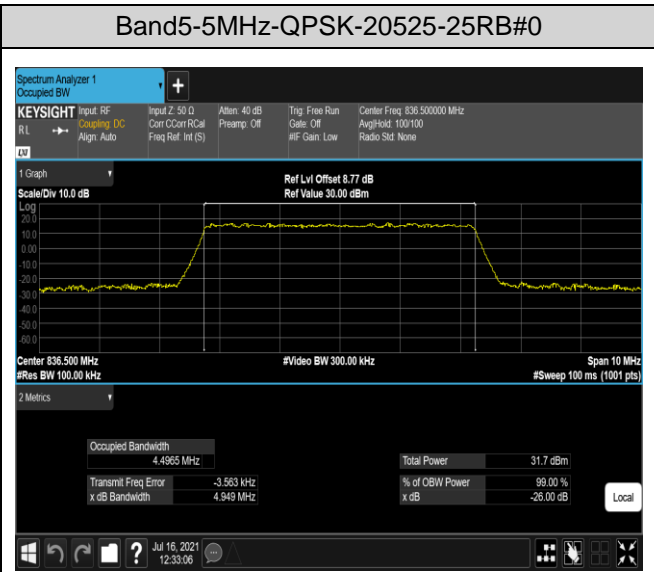 Band5-5MHz-QPSK-20525-25RB#0
Spectrum Analyzer 1
Occupied BW
+
KEYSIGHT Input: RF Input Z: 50 Ω Atten: 40 dB Trig: Free Run Center Freq: 836.500000 MHz
RL Coupling: DC Corr CCorr RCal Preamp: Off Gate: Off Avg|Hold: 100/100
Align: Auto Freq Ref: Int (S) #IF Gain: Low Radio Std: None
LXI
1 Graph
Ref Lvl Offset 8.77 dB
Scale/Div 10.0 dB Ref Value 30.00 dBm
Log
20.0
10.0
0.00
-10.0
-20.0
-30.0
-40.0
-50.0
-60.0
Center 836.500 MHz #Video BW 300.00 kHz Span 10 MHz
#Res BW 100.00 kHz #Sweep 100 ms (1001 pts)
2 Metrics
Occupied Bandwidth
4.4965 MHz Total Power 31.7 dBm
Transmit Freq Error -3.563 kHz % of OBW Power 99.00 %
x dB Bandwidth 4.949 MHz x dB -26.00 dB
Local
? Jul 16, 2021
12:33:06